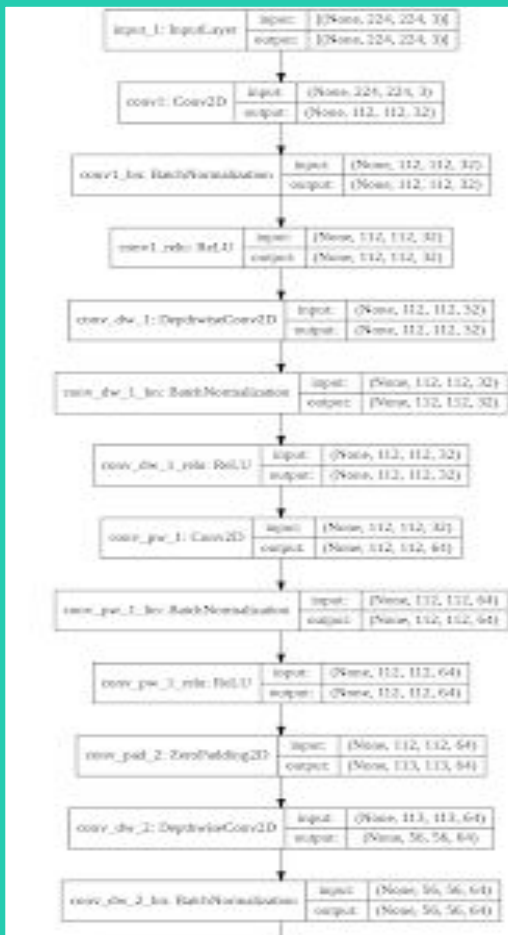 input_1: InputLayer
input: [(None, 224, 224, 3)]
output: [(None, 224, 224, 3)]
conv1: Conv2D
input: (None, 224, 224, 3)
output: (None, 112, 112, 32)
conv1_bn: BatchNormalization
input: (None, 112, 112, 32)
output: (None, 112, 112, 32)
conv1_relu: ReLU
input: (None, 112, 112, 32)
output: (None, 112, 112, 32)
conv_dw_1: DepthwiseConv2D
input: (None, 112, 112, 32)
output: (None, 112, 112, 32)
conv_dw_1_bn: BatchNormalization
input: (None, 112, 112, 32)
output: (None, 112, 112, 32)
conv_dw_1_relu: ReLU
input: (None, 112, 112, 32)
output: (None, 112, 112, 32)
conv_pw_1: Conv2D
input: (None, 112, 112, 32)
output: (None, 112, 112, 64)
conv_pw_1_bn: BatchNormalization
input: (None, 112, 112, 64)
output: (None, 112, 112, 64)
conv_pw_1_relu: ReLU
input: (None, 112, 112, 64)
output: (None, 112, 112, 64)
conv_pad_2: ZeroPadding2D
input: (None, 112, 112, 64)
output: (None, 113, 113, 64)
conv_dw_2: DepthwiseConv2D
input: (None, 113, 113, 64)
output: (None, 56, 56, 64)
conv_dw_2_bn: BatchNormalization
input: (None, 56, 56, 64)
output: (None, 56, 56, 64)